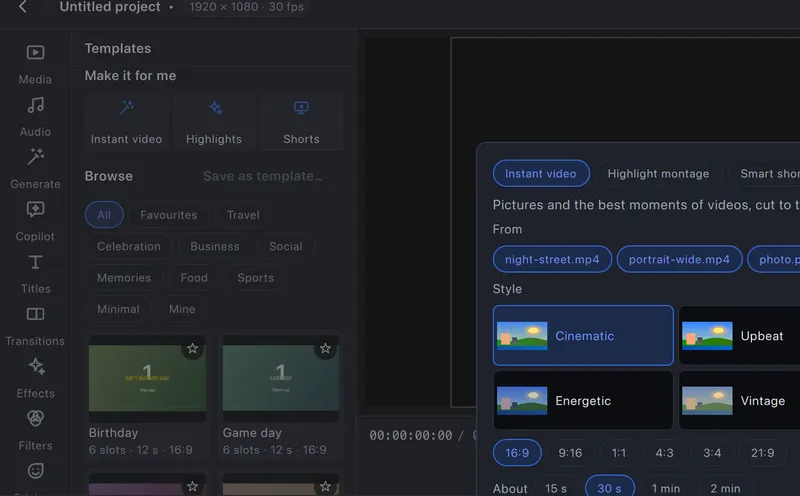 Untitled project • 1920 × 1080 · 30 fps
Media
Audio
Generate
Copilot
Titles
Transitions
Effects
Filters
Templates
Make it for me
Instant video Highlights Shorts
Browse Save as template…
All Favourites Travel
Celebration Business Social
Memories Food Sports
Minimal Mine
1
1
Birthday
6 slots · 12 s · 16:9
Game day
6 slots · 12 s · 16:9
00:00:00:00 /
Instant video Highlight montage Smart shor
Pictures and the best moments of videos, cut to t
From
night-street.mp4 portrait-wide.mp4 photo.p
Style
Cinematic Upbeat
Energetic Vintage
16:9 9:16 1:1 4:3 3:4 21:9
About 15 s 30 s 1 min 2 min